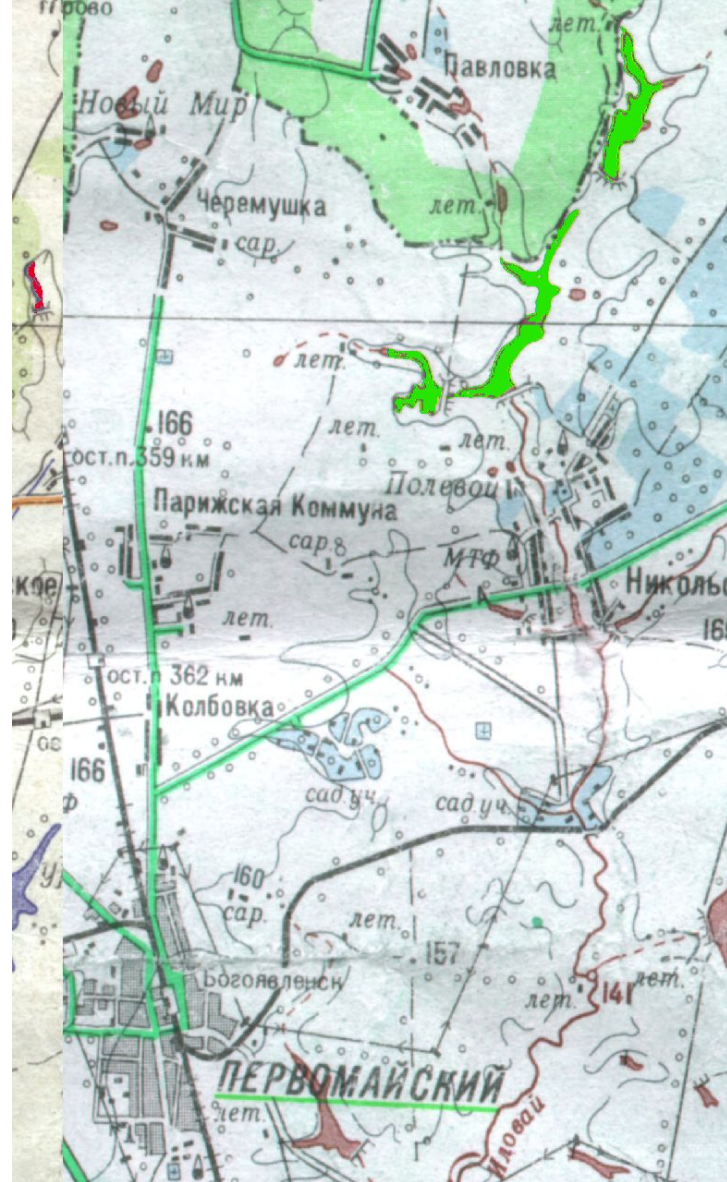 лет.
Павловка
Новый Мир
Черемушка
лет.
сар.
лет.
166
лет.
лет.
ост.п.359 км
Полевой
Парижская Коммуна
сар.
МТФ
кое
лет.
ост.п 362 км
Колбовка
166
сад.уч.
сад.уч.
160
сар.
лет.
157
Богоявленск
лет.
141
лет.
ПЕРВОМАЙСКИЙ
лет.
Иловай